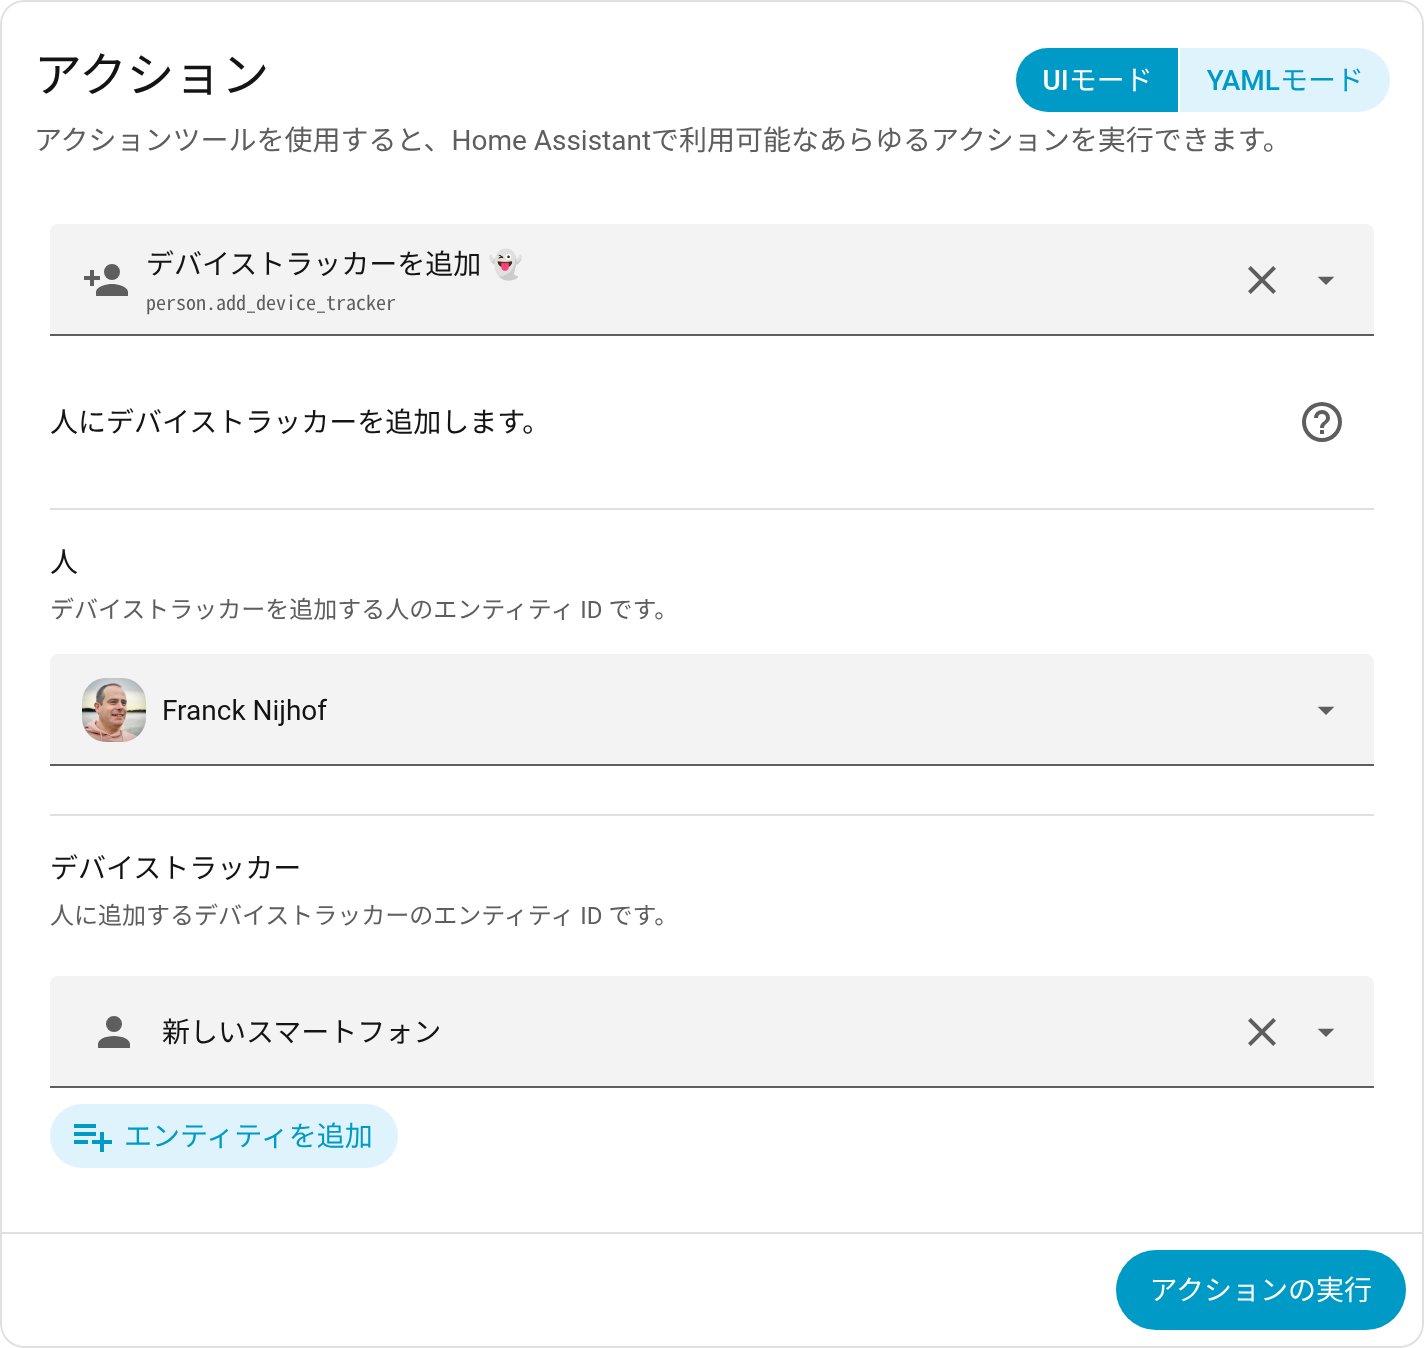 アクション
UIモード
YAMLモード
アクションツールを使用すると、Home Assistantで利用可能なあらゆるアクションを実行できます。
デバイストラッカーを追加 👻
person.add_device_tracker
人にデバイストラッカーを追加します。
人
デバイストラッカーを追加する人のエンティティ ID です。
Franck Nijhof
デバイストラッカー
人に追加するデバイストラッカーのエンティティ ID です。
新しいスマートフォン
エンティティを追加
アクションの実行